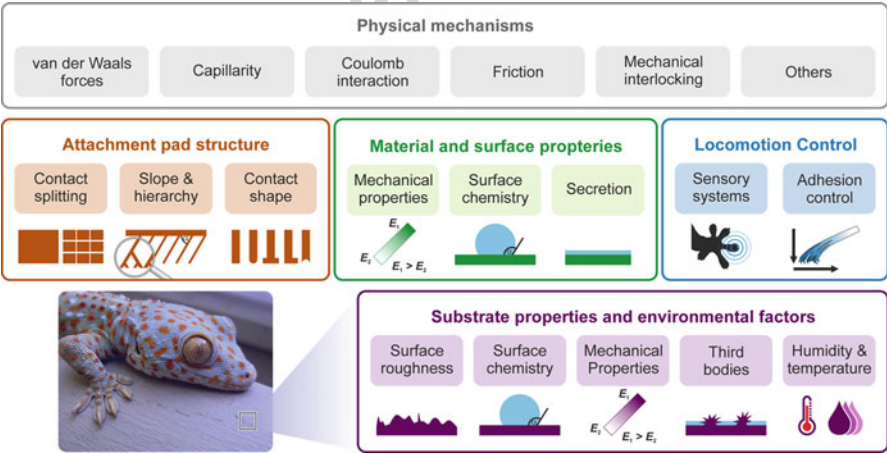 Physical mechanisms
van der Waals
forces
Capillarity
Coulomb
interaction
Friction
Mechanical
interlocking
Others
Attachment pad structure
Contact
splitting
Slope &
hierarchy
Contact
shape
Material and surface propteries
Mechanical
properties
E₁
E₂
E₁ > E₂
Surface
chemistry
Secretion
Locomotion Control
Sensory
systems
Adhesion
control
Substrate properties and environmental factors
Surface
roughness
Surface
chemistry
Mechanical
Properties
E₁
E₂
E₁ > E₂
Third
bodies
Humidity &
temperature